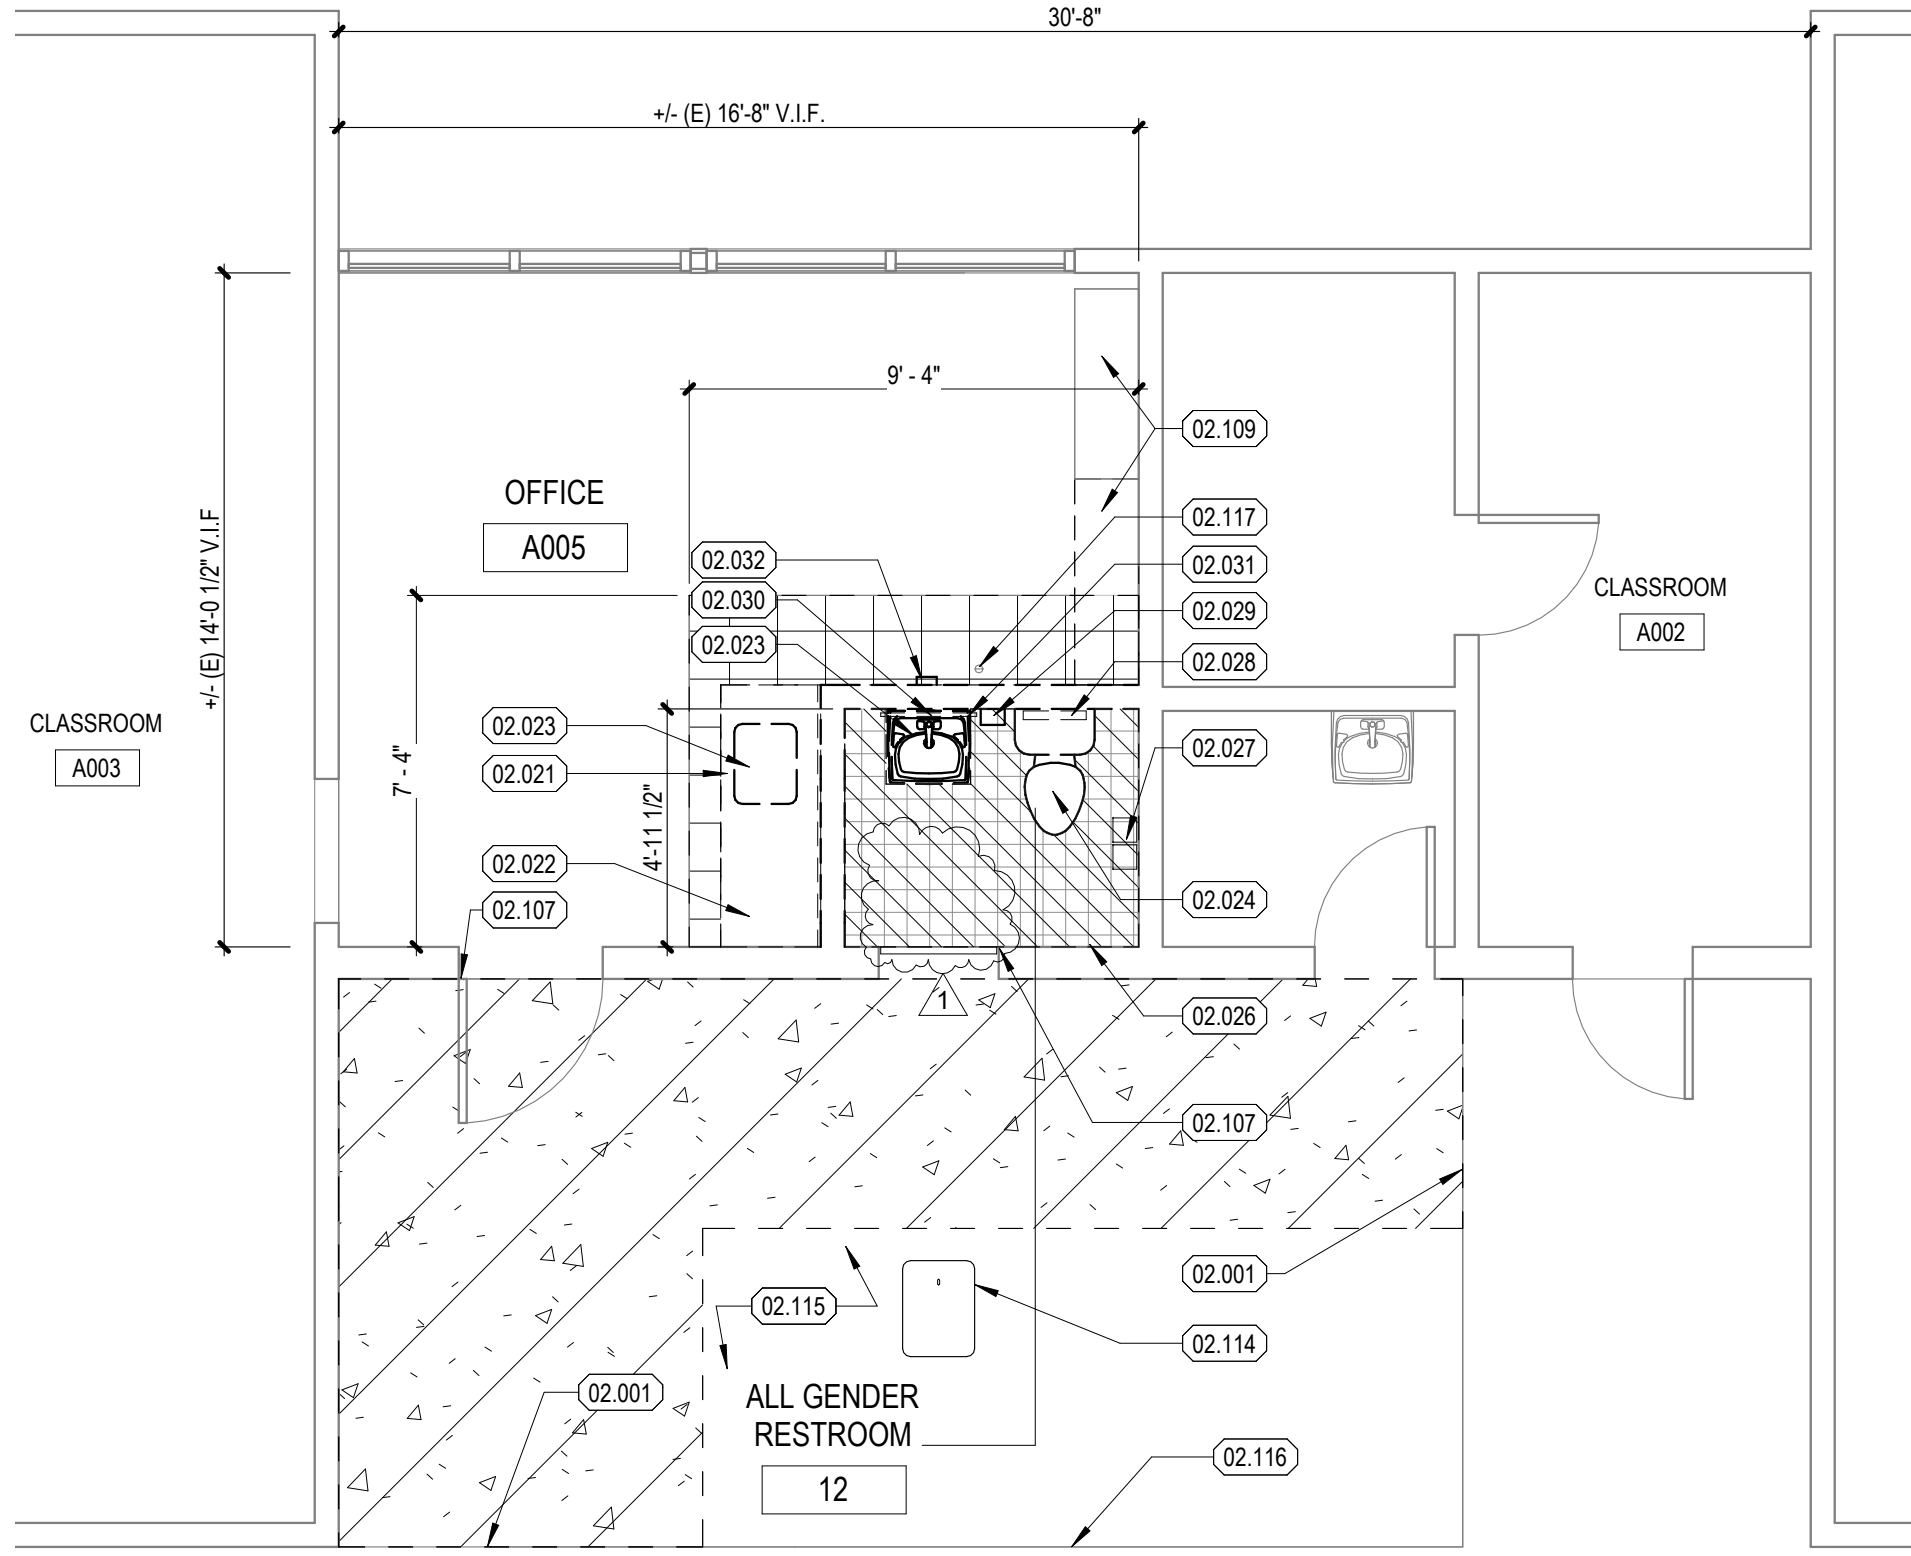 30'-8"
+/- (E) 16'-8" V.I.F.
9' - 4"
02.109
OFFICE
A005
02.117
02.032
02.031
02.030
02.029
02.023
02.028
+/- (E) 14'-0 1/2" V.I.F
CLASSROOM
A002
CLASSROOM
A003
7' - 4"
02.023
02.021
02.022
02.107
4'-11 1/2"
02.027
02.024
1
02.026
02.107
02.001
02.115
02.114
02.001
ALL GENDER
RESTROOM
12
02.116